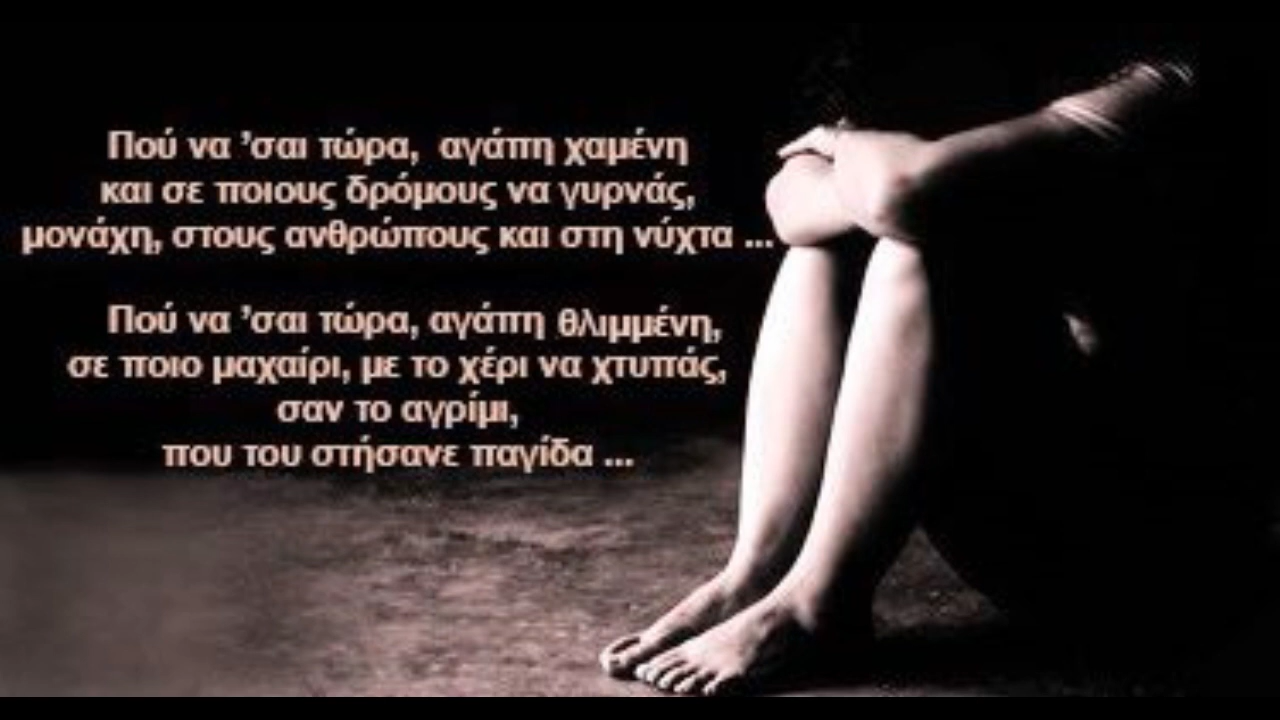 Πού να ’σαι τώρα, αγάπη χαμένη
και σε ποιους δρόμους να γυρνάς,
μονάχη, στους ανθρώπους και στη νύχτα ...
Πού να ’σαι τώρα, αγάπη θλιμμένη,
σε ποιο μαχαίρι, με το χέρι να χτυπάς,
σαν το αγρίμι,
που του στήσανε παγίδα ...